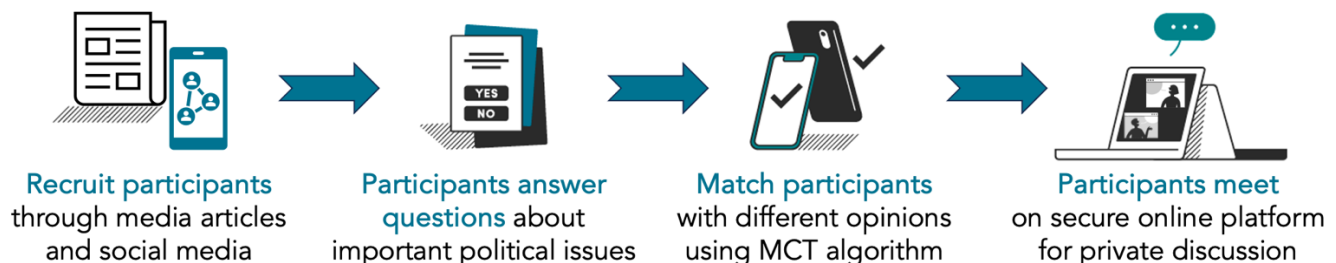 YES
NO
Recruit participants
through media articles
and social media
Participants answer
questions about
important political issues
Match participants
with different opinions
using MCT algorithm
Participants meet
on secure online platform
for private discussion